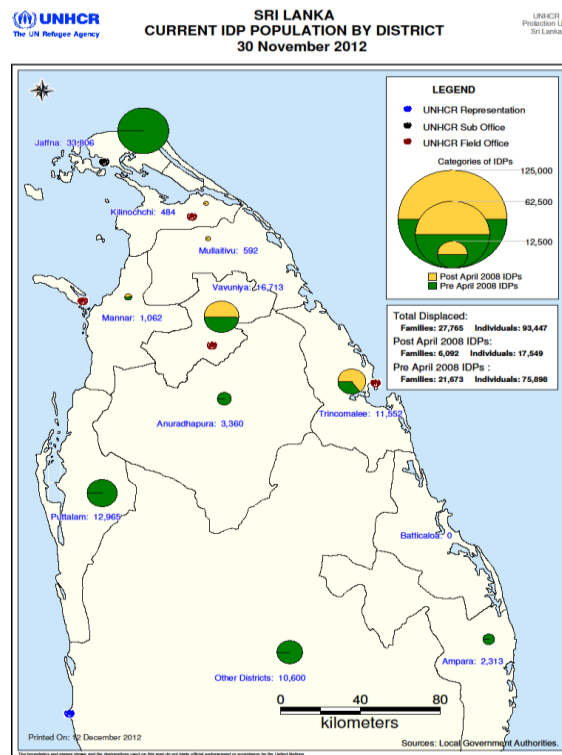 UNHCR
The UN Refugee Agency
SRI LANKA
CURRENT IDP POPULATION BY DISTRICT
30 November 2012
UNHCR
Protection U
Sri Lanka
LEGEND
UNHCR Representation
UNHCR Sub Office
UNHCR Field Office
Categories of IDPs
125,000
62,500
12,500
Post April 2008 IDPs
Pre April 2008 IDPs
Total Displaced:
Families: 27,765 Individuals: 93,447
Post April 2008 IDPs:
Families: 6,092 Individuals: 17,549
Pre April 2008 IDPs :
Families: 21,673 Individuals: 75,898
Jaffna: 33,806
Kilinochchi: 484
Mullaitivu: 592
Vavuniya: 16,713
Mannar: 1,062
Trincomalee: 11,552
Anuradhapura: 3,360
Puttalam: 12,965
Batticaloa: 0
Ampara: 2,313
Other Districts: 10,600
0 40 80
kilometers
Printed On: 12 December 2012
Sources: Local Government Authorities.